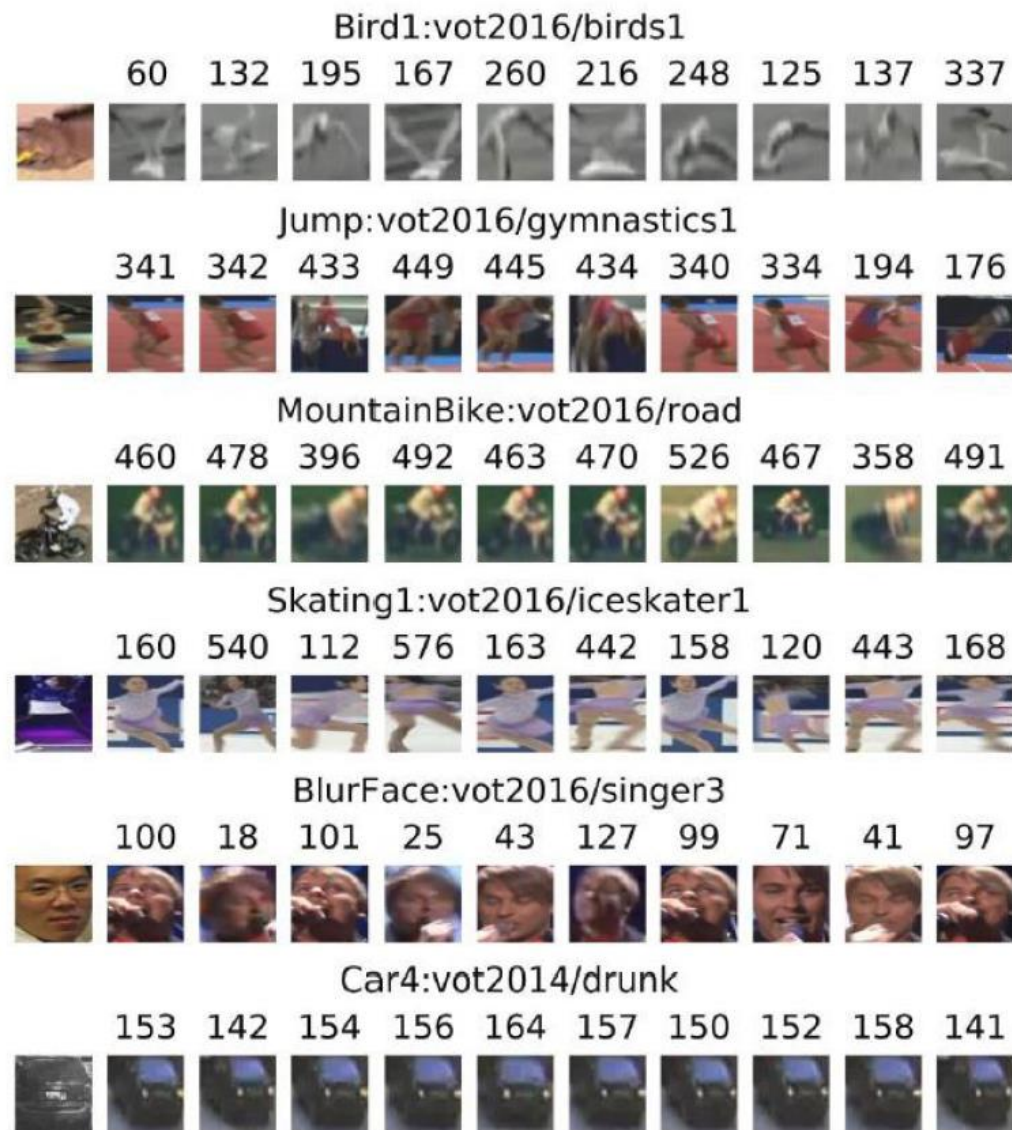 Bird1:vot2016/birds1
60 132 195 167 260 216 248 125 137 337
Jump:vot2016/gymnastics1
341 342 433 449 445 434 340 334 194 176
MountainBike:vot2016/road
460 478 396 492 463 470 526 467 358 491
Skating1:vot2016/iceskater1
160 540 112 576 163 442 158 120 443 168
BlurFace:vot2016/singer3
100 18 101 25 43 127 99 71 41 97
Car4:vot2014/drunk
153 142 154 156 164 157 150 152 158 141